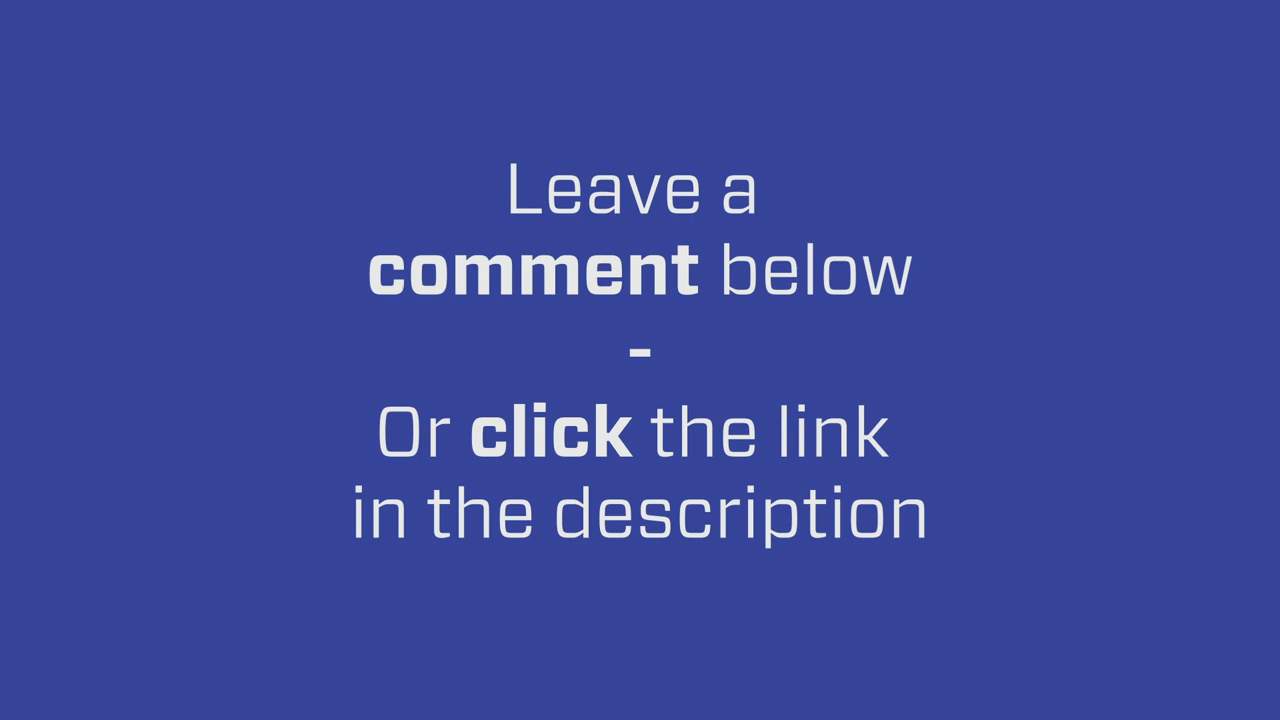 Leave a
comment below
-
Or click the link
in the description